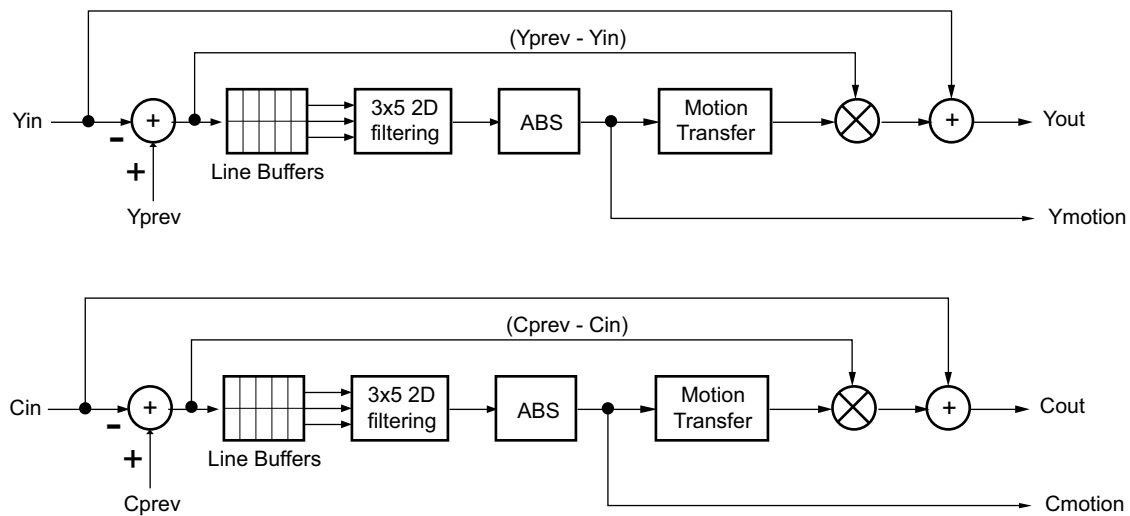 (Yprev - Yin)
Yin
-
+
3x5 2D
filtering
ABS
Motion
Transfer
+
Yout
+
Line Buffers
Yprev
Ymotion
(Cprev - Cin)
Cin
-
+
3x5 2D
filtering
ABS
Motion
Transfer
+
Cout
+
Line Buffers
Cprev
Cmotion